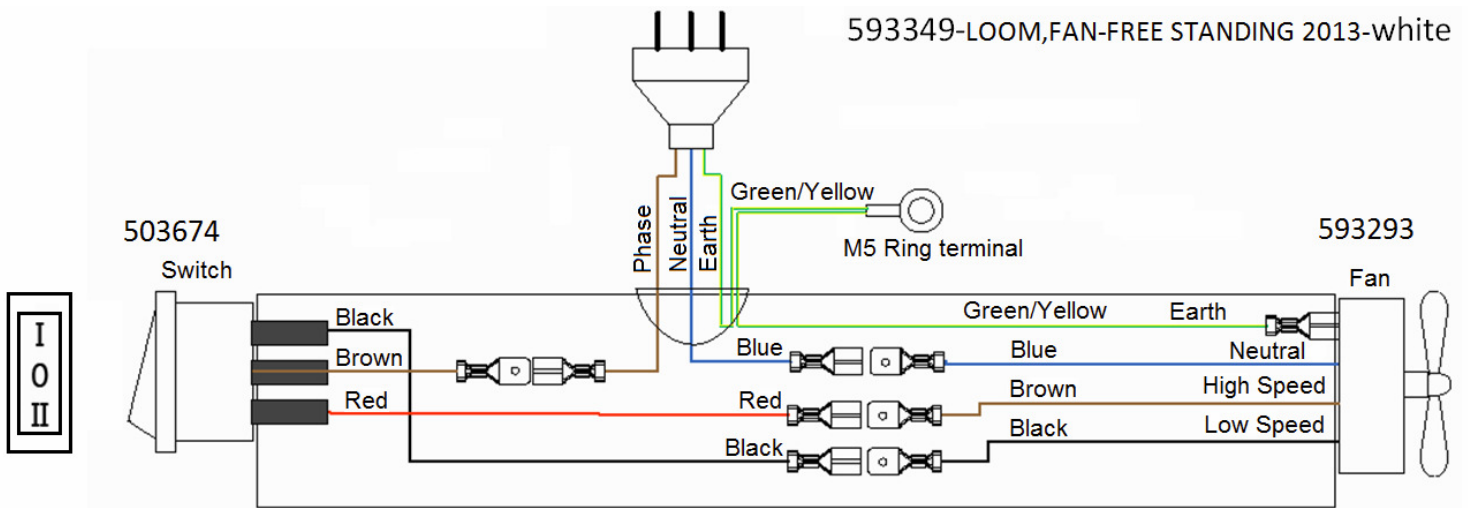 593349-LOOM,FAN-FREE STANDING 2013-white
Green/Yellow
Phase
Neutral
Earth
M5 Ring terminal
503674
Switch
593293
Fan
I
0
II
Black
Brown
Red
Green/Yellow
Earth
Blue
Blue
Neutral
Red
Brown
High Speed
Black
Black
Low Speed